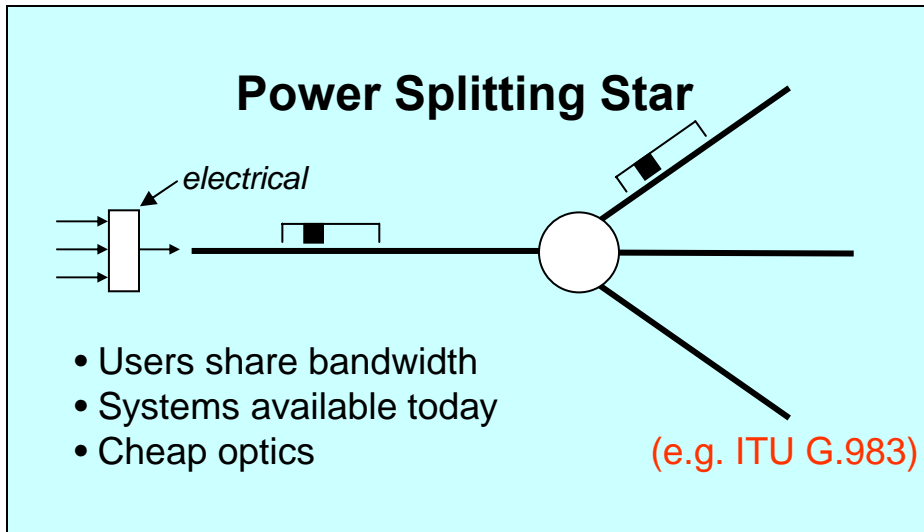 Power Splitting Star
electrical
• Users share bandwidth
• Systems available today
• Cheap optics
(e.g. ITU G.983)